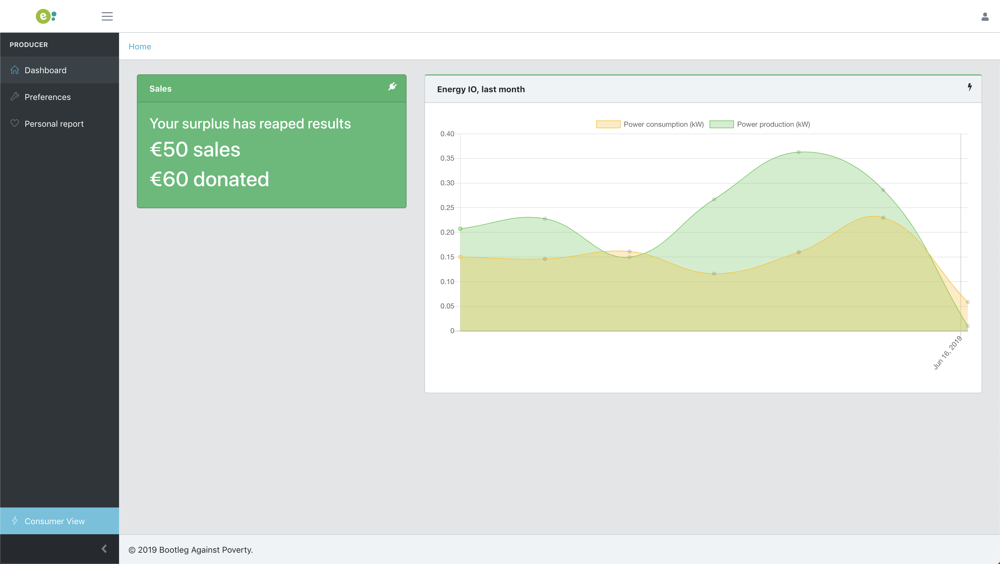 e
PRODUCER
Home
Dashboard
Preferences
Personal report
Sales
Your surplus has reaped results
€50 sales
€60 donated
Energy IO, last month
Power consumption (kW) Power production (kW)
0.40
0.35
0.30
0.25
0.20
0.15
0.10
0.05
0
Jun 16, 2019
Consumer View
© 2019 Bootleg Against Poverty.